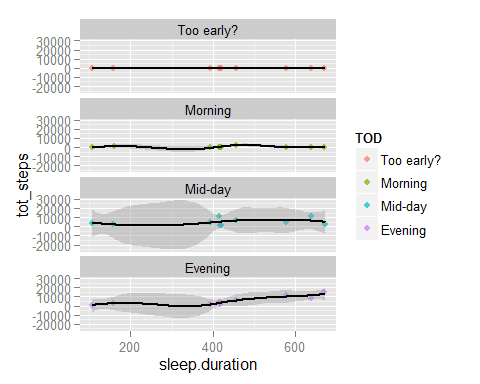 Too early?
30000
20000
10000
0
-10000
-20000
Morning
30000
20000
10000
0
-10000
-20000
Mid-day
30000
20000
10000
0
-10000
-20000
Evening
30000
20000
10000
0
-10000
-20000
200
400
600
sleep.duration
tot_steps
TOD
Too early?
Morning
Mid-day
Evening